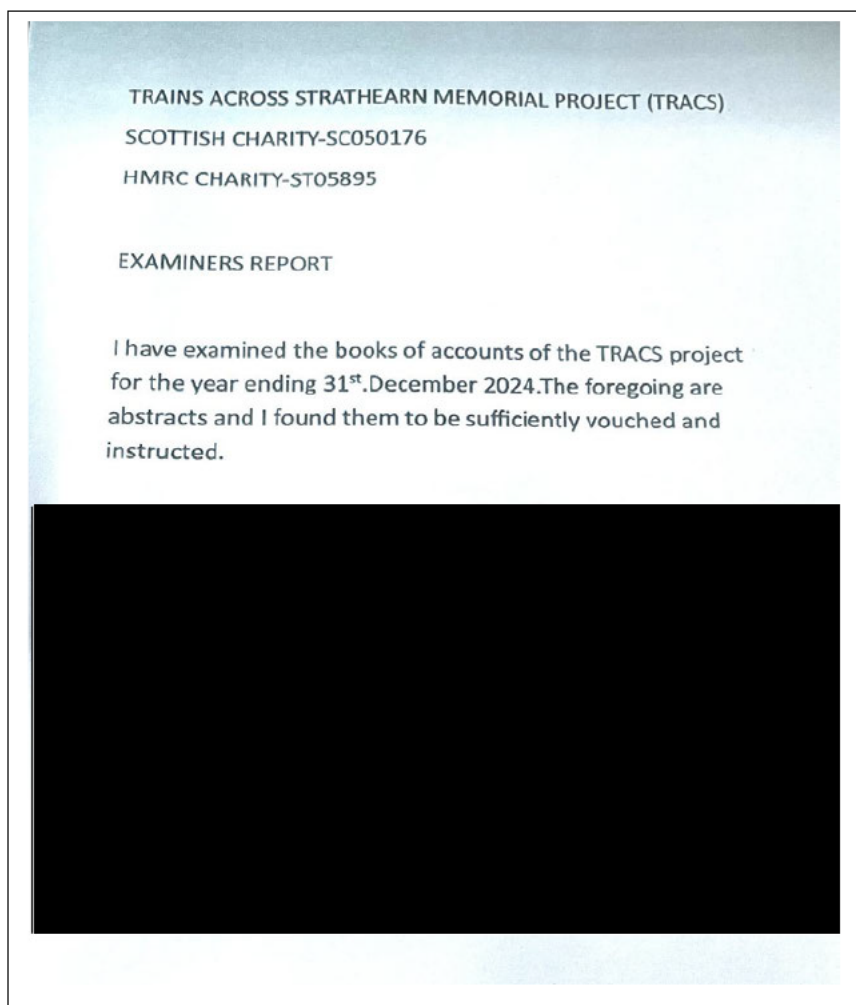 TRAINS ACROSS STRATHEARN MEMORIAL PROJECT (TRACS)
SCOTTISH CHARITY-SC050176
HMRC CHARITY-ST05895
EXAMINERS REPORT
I have examined the books of accounts of the TRACS project
for the year ending 31st.December 2024.The foregoing are
abstracts and I found them to be sufficiently vouched and
instructed.